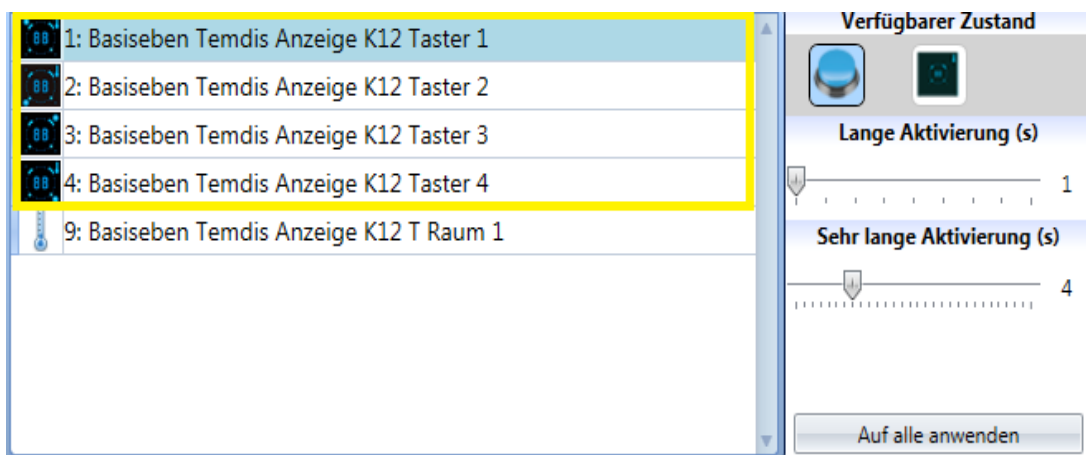 1: Basiseben Temdis Anzeige K12 Taster 1
2: Basiseben Temdis Anzeige K12 Taster 2
3: Basiseben Temdis Anzeige K12 Taster 3
4: Basiseben Temdis Anzeige K12 Taster 4
9: Basiseben Temdis Anzeige K12 T Raum 1
Verfügbarer Zustand
Lange Aktivierung (s)
1
Sehr lange Aktivierung (s)
4
Auf alle anwenden